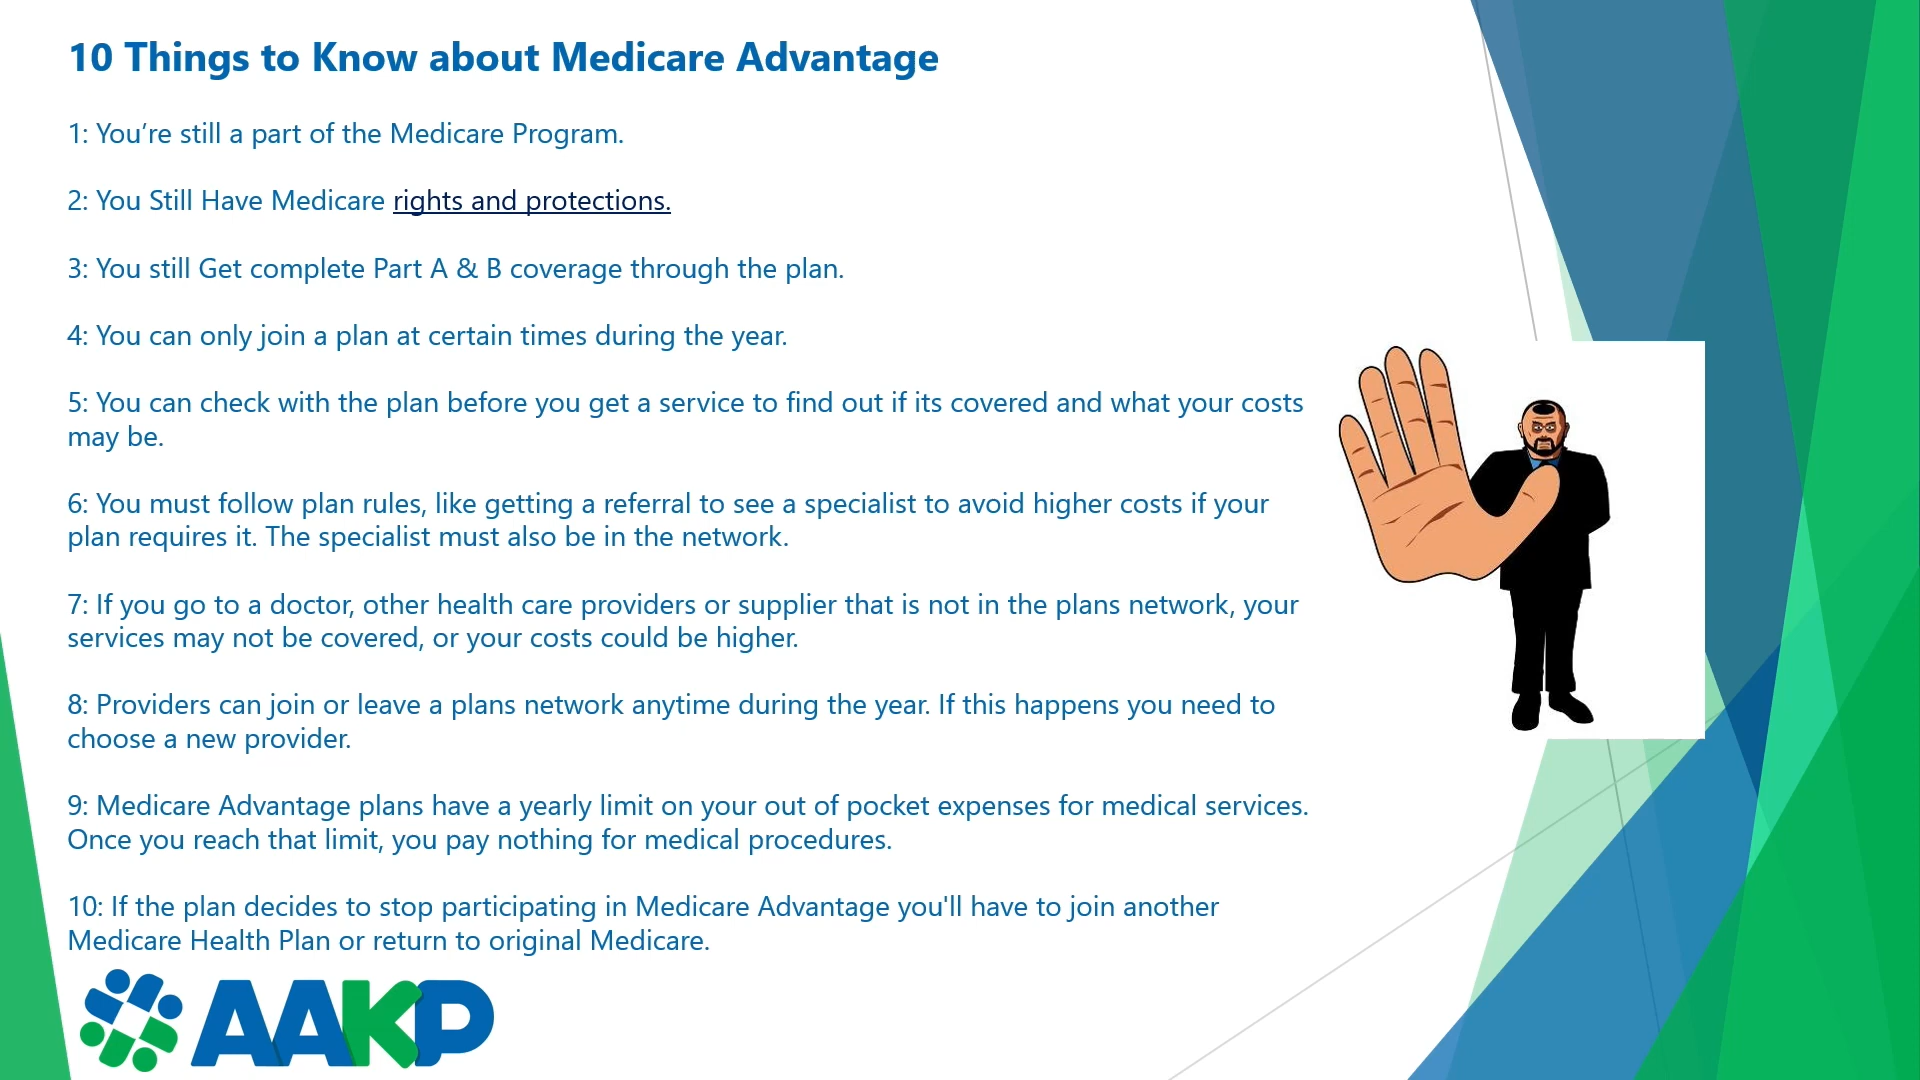 10 Things to Know about Medicare Advantage
1: You’re still a part of the Medicare Program.
2: You Still Have Medicare rights and protections.
3: You still Get complete Part A & B coverage through the plan.
4: You can only join a plan at certain times during the year.
5: You can check with the plan before you get a service to find out if its covered and what your costs
may be.
6: You must follow plan rules, like getting a referral to see a specialist to avoid higher costs if your
plan requires it. The specialist must also be in the network.
7: If you go to a doctor, other health care providers or supplier that is not in the plans network, your
services may not be covered, or your costs could be higher.
8: Providers can join or leave a plans network anytime during the year. If this happens you need to
choose a new provider.
9: Medicare Advantage plans have a yearly limit on your out of pocket expenses for medical services.
Once you reach that limit, you pay nothing for medical procedures.
10: If the plan decides to stop participating in Medicare Advantage you'll have to join another
Medicare Health Plan or return to original Medicare.
AAKP